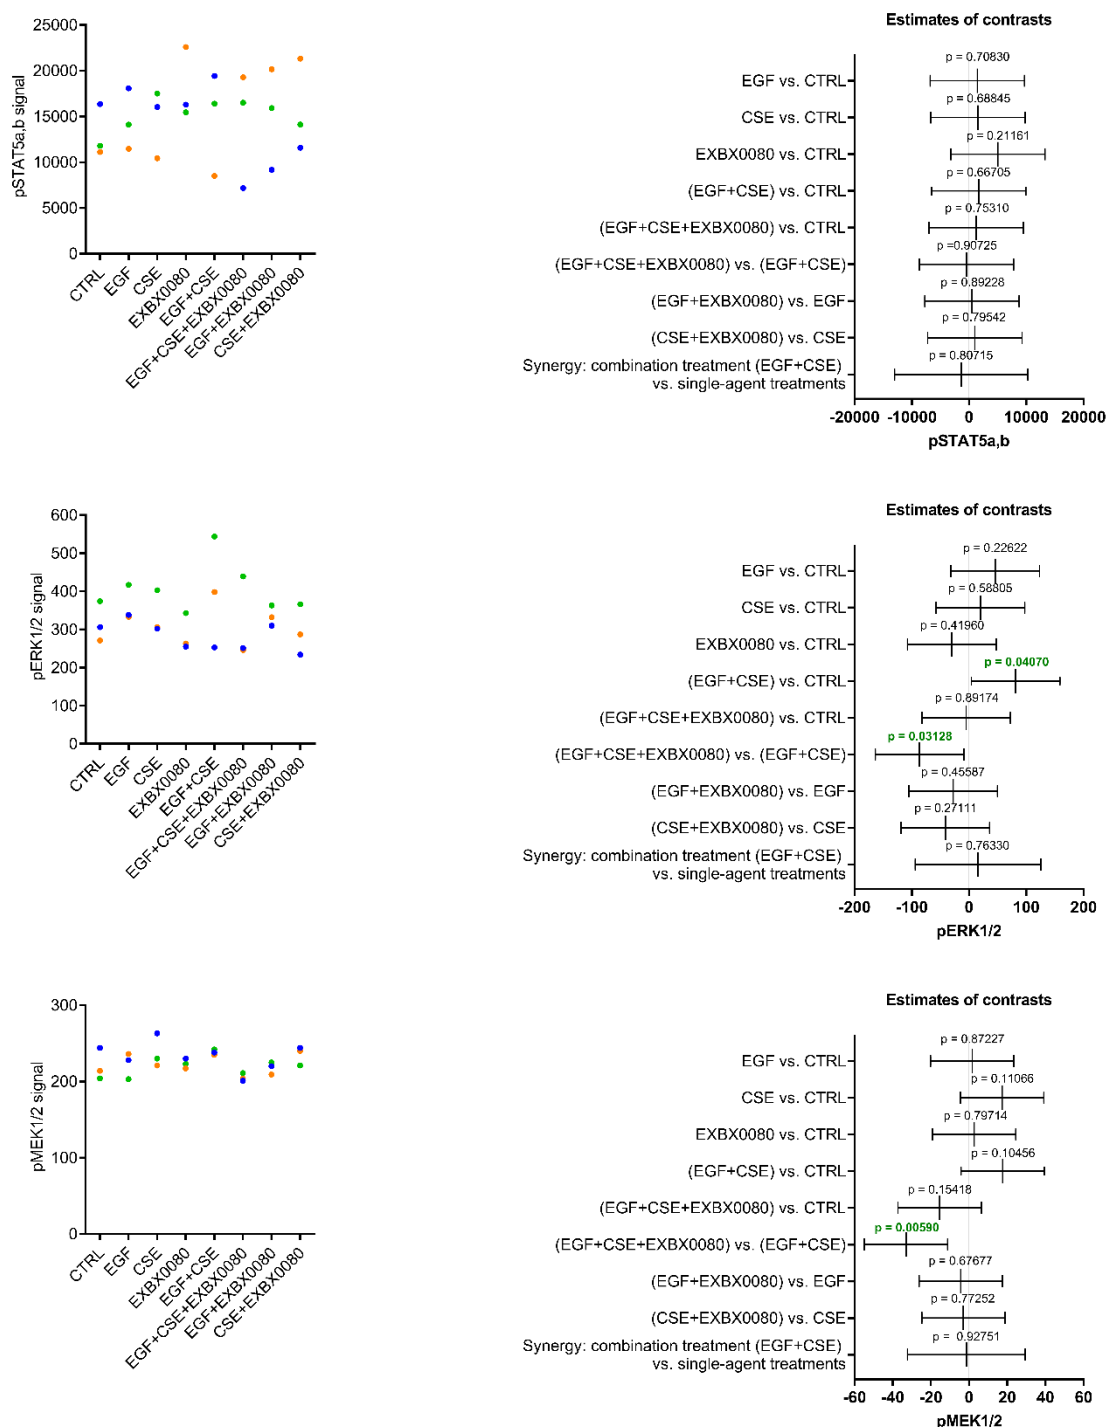 25000
20000
15000
10000
5000
0
pSTAT5a,b signal
CTRL
EGF
CSE
EXBX0080
EGF+CSE
EGF+CSE+EXBX0080
EGF+EXBX0080
CSE+EXBX0080
Estimates of contrasts
p = 0.70830
EGF vs. CTRL
p = 0.68845
CSE vs. CTRL
p = 0.21161
EXBX0080 vs. CTRL
p = 0.66705
(EGF+CSE) vs. CTRL
p = 0.75310
(EGF+CSE+EXBX0080) vs. CTRL
p =0.90725
(EGF+CSE+EXBX0080) vs. (EGF+CSE)
p = 0.89228
(EGF+EXBX0080) vs. EGF
p = 0.79542
(CSE+EXBX0080) vs. CSE
p = 0.80715
Synergy: combination treatment (EGF+CSE)
vs. single-agent treatments
-20000 -10000 0 10000 20000
pSTAT5a,b
600
500
400
300
200
100
0
pERK1/2 signal
CTRL
EGF
CSE
EXBX0080
EGF+CSE
EGF+CSE+EXBX0080
EGF+EXBX0080
CSE+EXBX0080
Estimates of contrasts
p = 0.22622
EGF vs. CTRL
p = 0.58805
CSE vs. CTRL
p = 0.41960
EXBX0080 vs. CTRL
p = 0.04070
(EGF+CSE) vs. CTRL
p = 0.89174
(EGF+CSE+EXBX0080) vs. CTRL
p = 0.03128
(EGF+CSE+EXBX0080) vs. (EGF+CSE)
p = 0.45587
(EGF+EXBX0080) vs. EGF
p = 0.27111
(CSE+EXBX0080) vs. CSE
p = 0.76330
Synergy: combination treatment (EGF+CSE)
vs. single-agent treatments
-200 -100 0 100 200
pERK1/2
300
200
100
0
pMEK1/2 signal
CTRL
EGF
CSE
EXBX0080
EGF+CSE
EGF+CSE+EXBX0080
EGF+EXBX0080
CSE+EXBX0080
Estimates of contrasts
p = 0.87227
EGF vs. CTRL
p = 0.11066
CSE vs. CTRL
p = 0.79714
EXBX0080 vs. CTRL
p = 0.10456
(EGF+CSE) vs. CTRL
p = 0.15418
(EGF+CSE+EXBX0080) vs. CTRL
p = 0.00590
(EGF+CSE+EXBX0080) vs. (EGF+CSE)
p = 0.67677
(EGF+EXBX0080) vs. EGF
p = 0.77252
(CSE+EXBX0080) vs. CSE
p = 0.92751
Synergy: combination treatment (EGF+CSE)
vs. single-agent treatments
-60 -40 -20 0 20 40 60
pMEK1/2